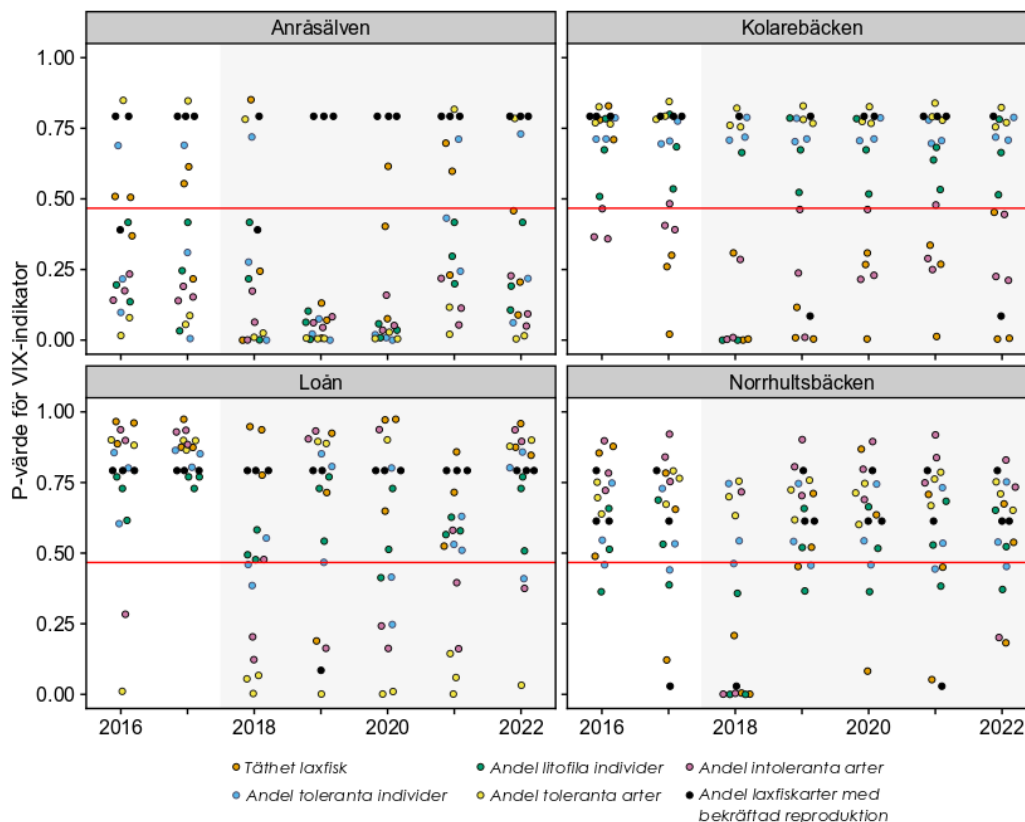 Anråsälven
Kolarebäcken
P-värde för VIX-indikator
1.00
0.75
0.50
0.25
0.00
Loån
Norrhultsbäcken
1.00
0.75
0.50
0.25
0.00
2016 2018 2020 2022
2016 2018 2020 2022
Täthet laxfisk
Andel litofila individer
Andel intoleranta arter
Andel toleranta individer
Andel toleranta arter
Andel laxfiskarter med
bekräftad reproduktion